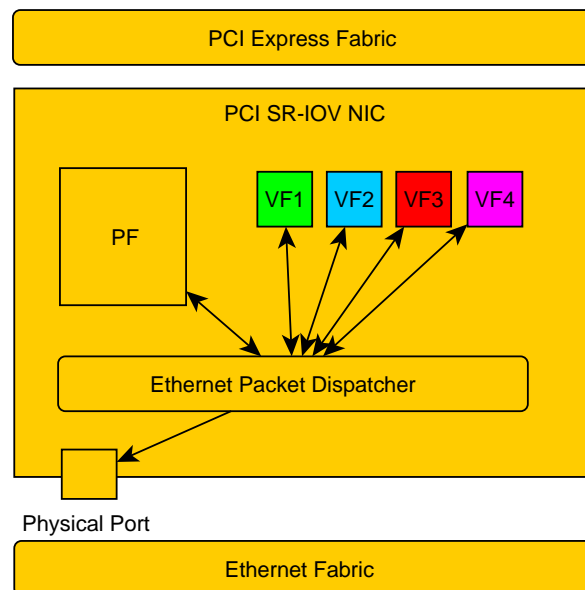 PCI Express Fabric
PCI SR-IOV NIC
PF
VF1
VF2
VF3
VF4
Ethernet Packet Dispatcher
Physical Port
Ethernet Fabric